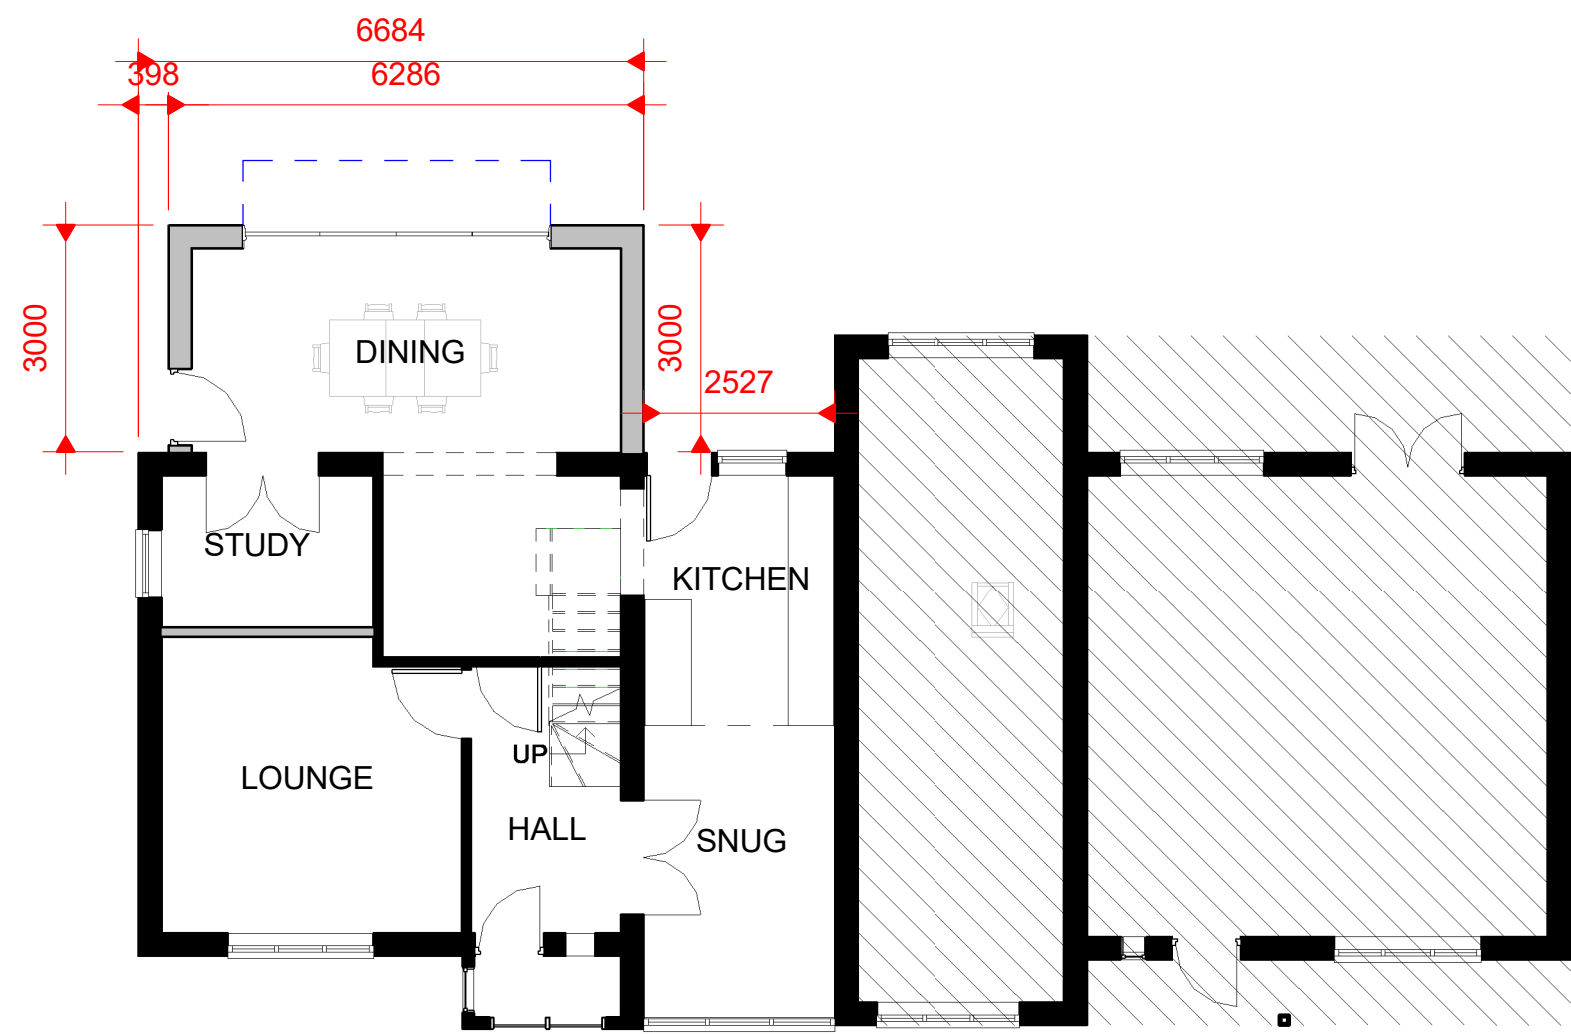 6684
398
6286
3000
3000
2527
DINING
STUDY
KITCHEN
UP
LOUNGE
HALL
SNUG